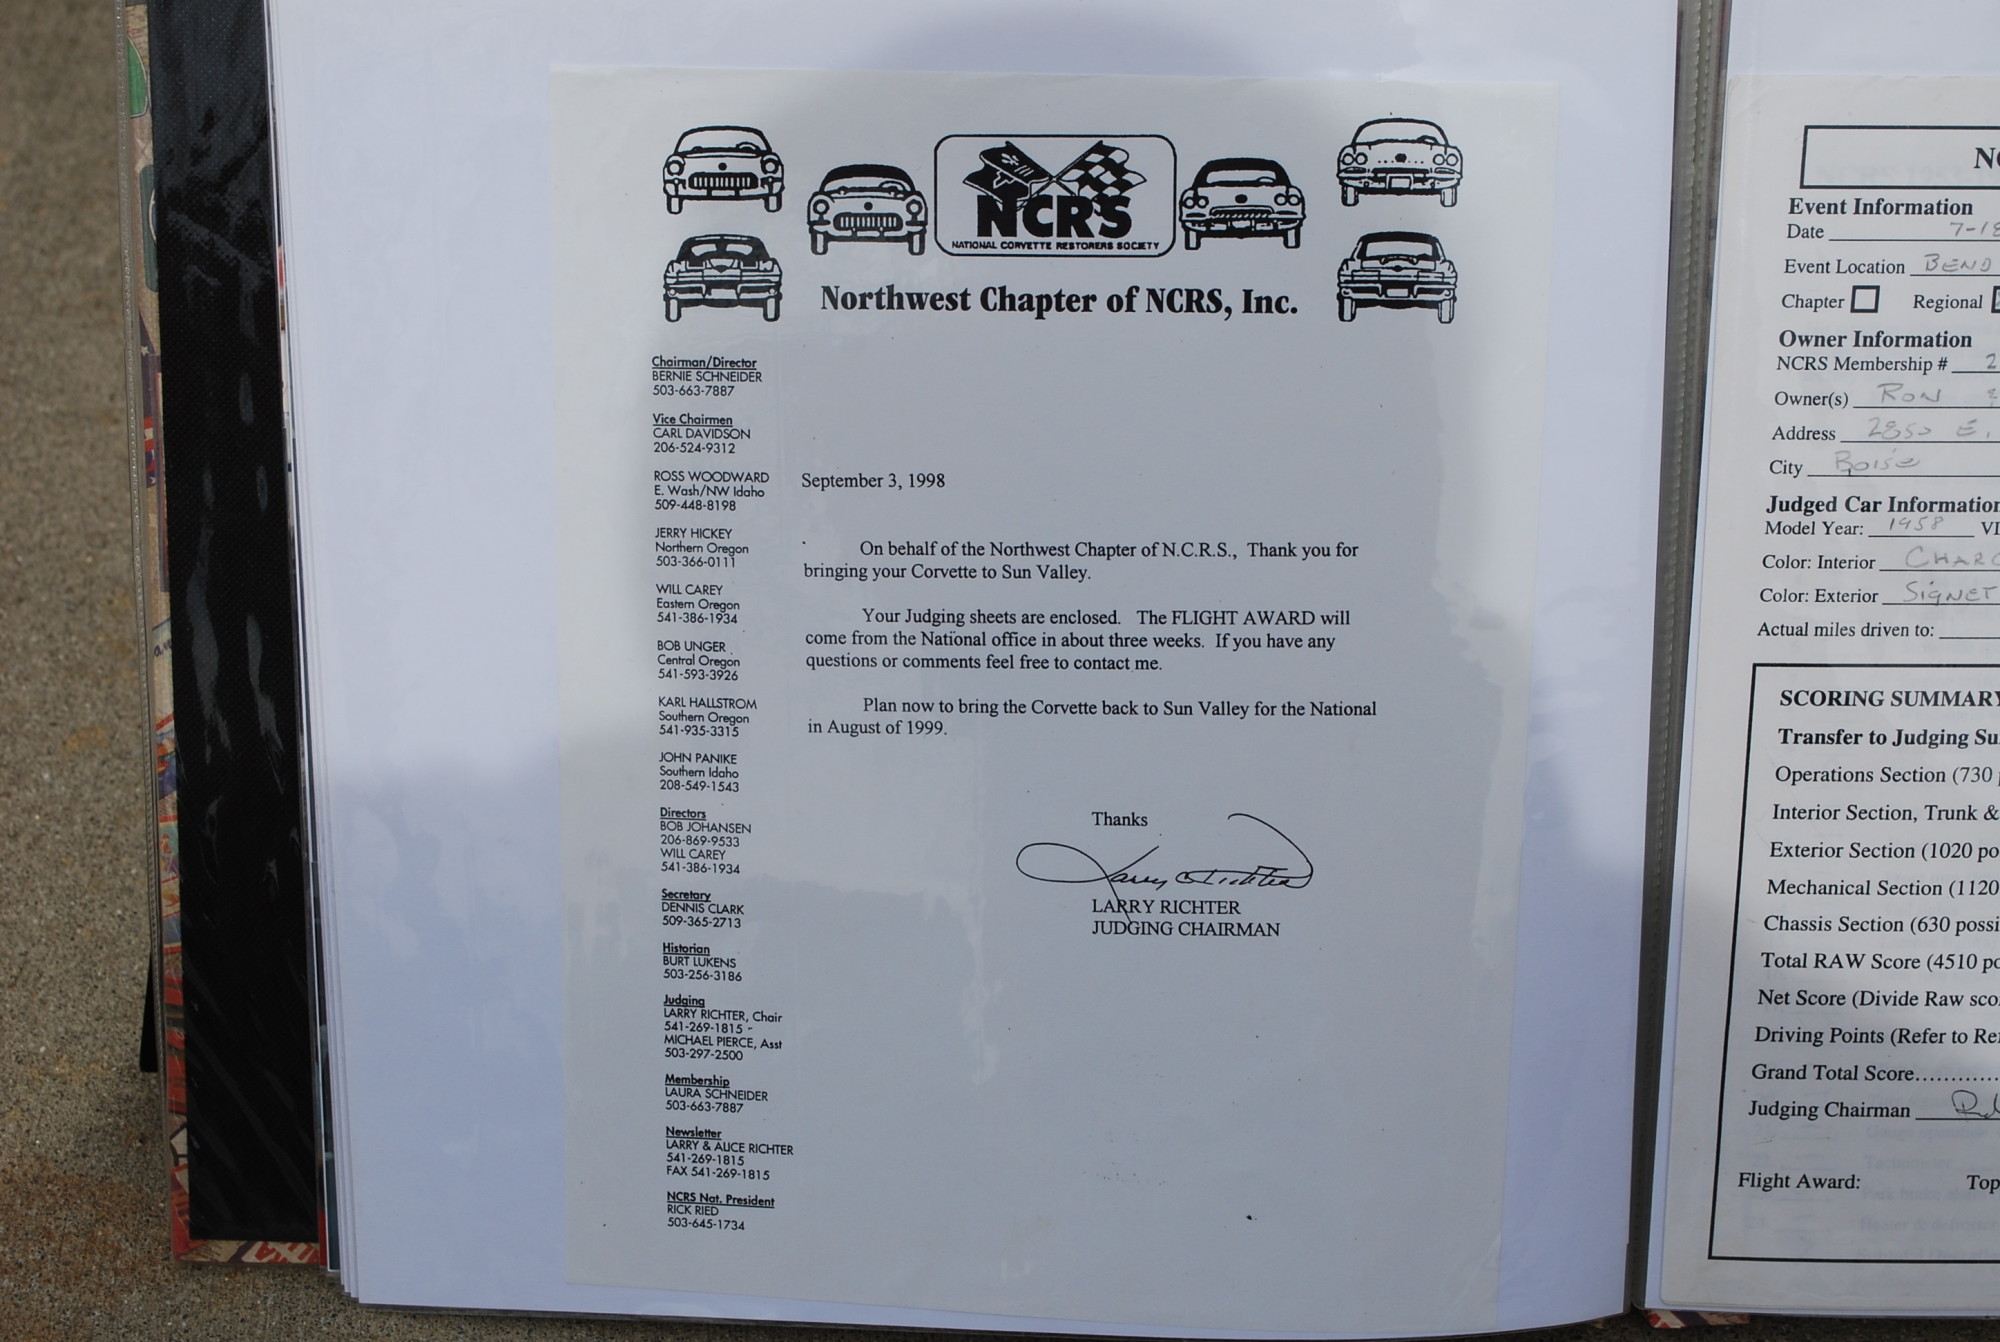 NCRS
NATIONAL CORVETTE RESTORERS SOCIETY
Northwest Chapter of NCRS, Inc.
Chairman/Director
BERNIE SCHNEIDER
503-663-7887
Vice Chairmen
CARL DAVIDSON
206-524-9312
ROSS WOODWARD
E. Wash/NW Idaho
509-448-8198
JERRY HICKEY
Northern Oregon
503-366-0111
WILL CAREY
Eastern Oregon
541-386-1934
BOB UNGER
Central Oregon
541-593-3926
KARL HALLSTROM
Southern Oregon
541-935-3315
JOHN PANIKE
Southern Idaho
208-549-1543
Directors
BOB JOHANSEN
206-869-9533
WILL CAREY
541-386-1934
Secretary
DENNIS CLARK
509-365-2713
Historian
BURT LUKENS
503-256-3186
Judging
LARRY RICHTER, Chair
541-269-1815 -
MICHAEL PIERCE, Asst
503-297-2500
Membership
LAURA SCHNEIDER
503-663-7887
Newsletter
LARRY & ALICE RICHTER
541-269-1815
FAX 541-269-1815
NCRS Nat. President
RICK RIED
503-645-1734
September 3, 1998
On behalf of the Northwest Chapter of N.C.R.S., Thank you for
bringing your Corvette to Sun Valley.
Your Judging sheets are enclosed. The FLIGHT AWARD will
come from the National office in about three weeks. If you have any
questions or comments feel free to contact me.
Plan now to bring the Corvette back to Sun Valley for the National
in August of 1999.
Thanks
Larry Richter
LARRY RICHTER
JUDGING CHAIRMAN
Event Information
Date 7-18
Event Location BEND
Chapter Regional
Owner Information
NCRS Membership # 2
Owner(s) RON &
Address 2850 E.
City Boise
Judged Car Information
Model Year: 1958 VI
Color: Interior CHARC
Color: Exterior SIGNET
Actual miles driven to:
SCORING SUMMARY
Transfer to Judging Su
Operations Section (730
Interior Section, Trunk &
Exterior Section (1020 po
Mechanical Section (1120
Chassis Section (630 possi
Total RAW Score (4510 po
Net Score (Divide Raw sco
Driving Points (Refer to Re
Grand Total Score............
Judging Chairman
Flight Award: Top